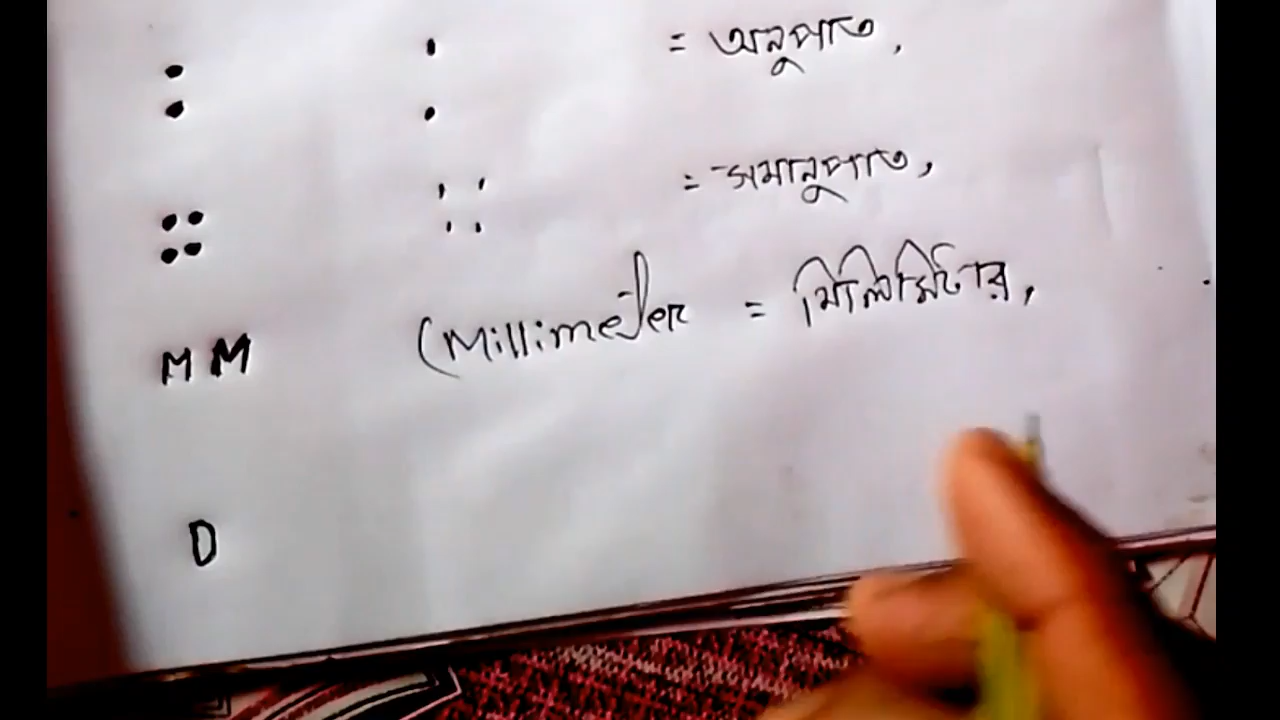 : : = অনুপাত,
:: :: = সমানুপাত,
MM (Millimeter = মিলিমিটার,
D